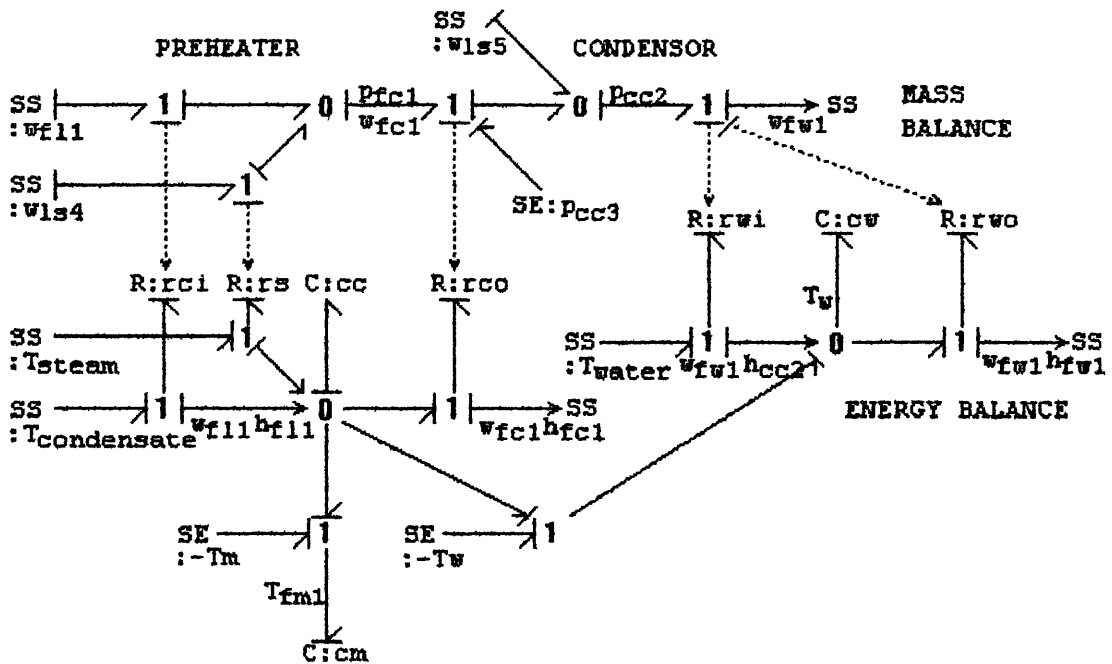 SS
:wls5
PREHEATER
CONDENSOR
SS
:wfl1
1
0
pfc1
wfc1
1
0
pcc2
1
wfw1
SS
MASS
BALANCE
SS
:wls4
1
SE:pcc3
R:rwi
C:cw
R:rwo
R:rci
R:rs
C:cc
R:rco
Tw
SS
:Tsteam
1
SS
:Twater
1
wfw1hcc2
0
1
wfw1hfw1
SS
SS
:Tcondensate
1
wfl1hfl1
0
1
wfc1hfc1
SS
ENERGY BALANCE
SE
:-Tm
1
SE
:-Tw
1
Tfm1
C:cm